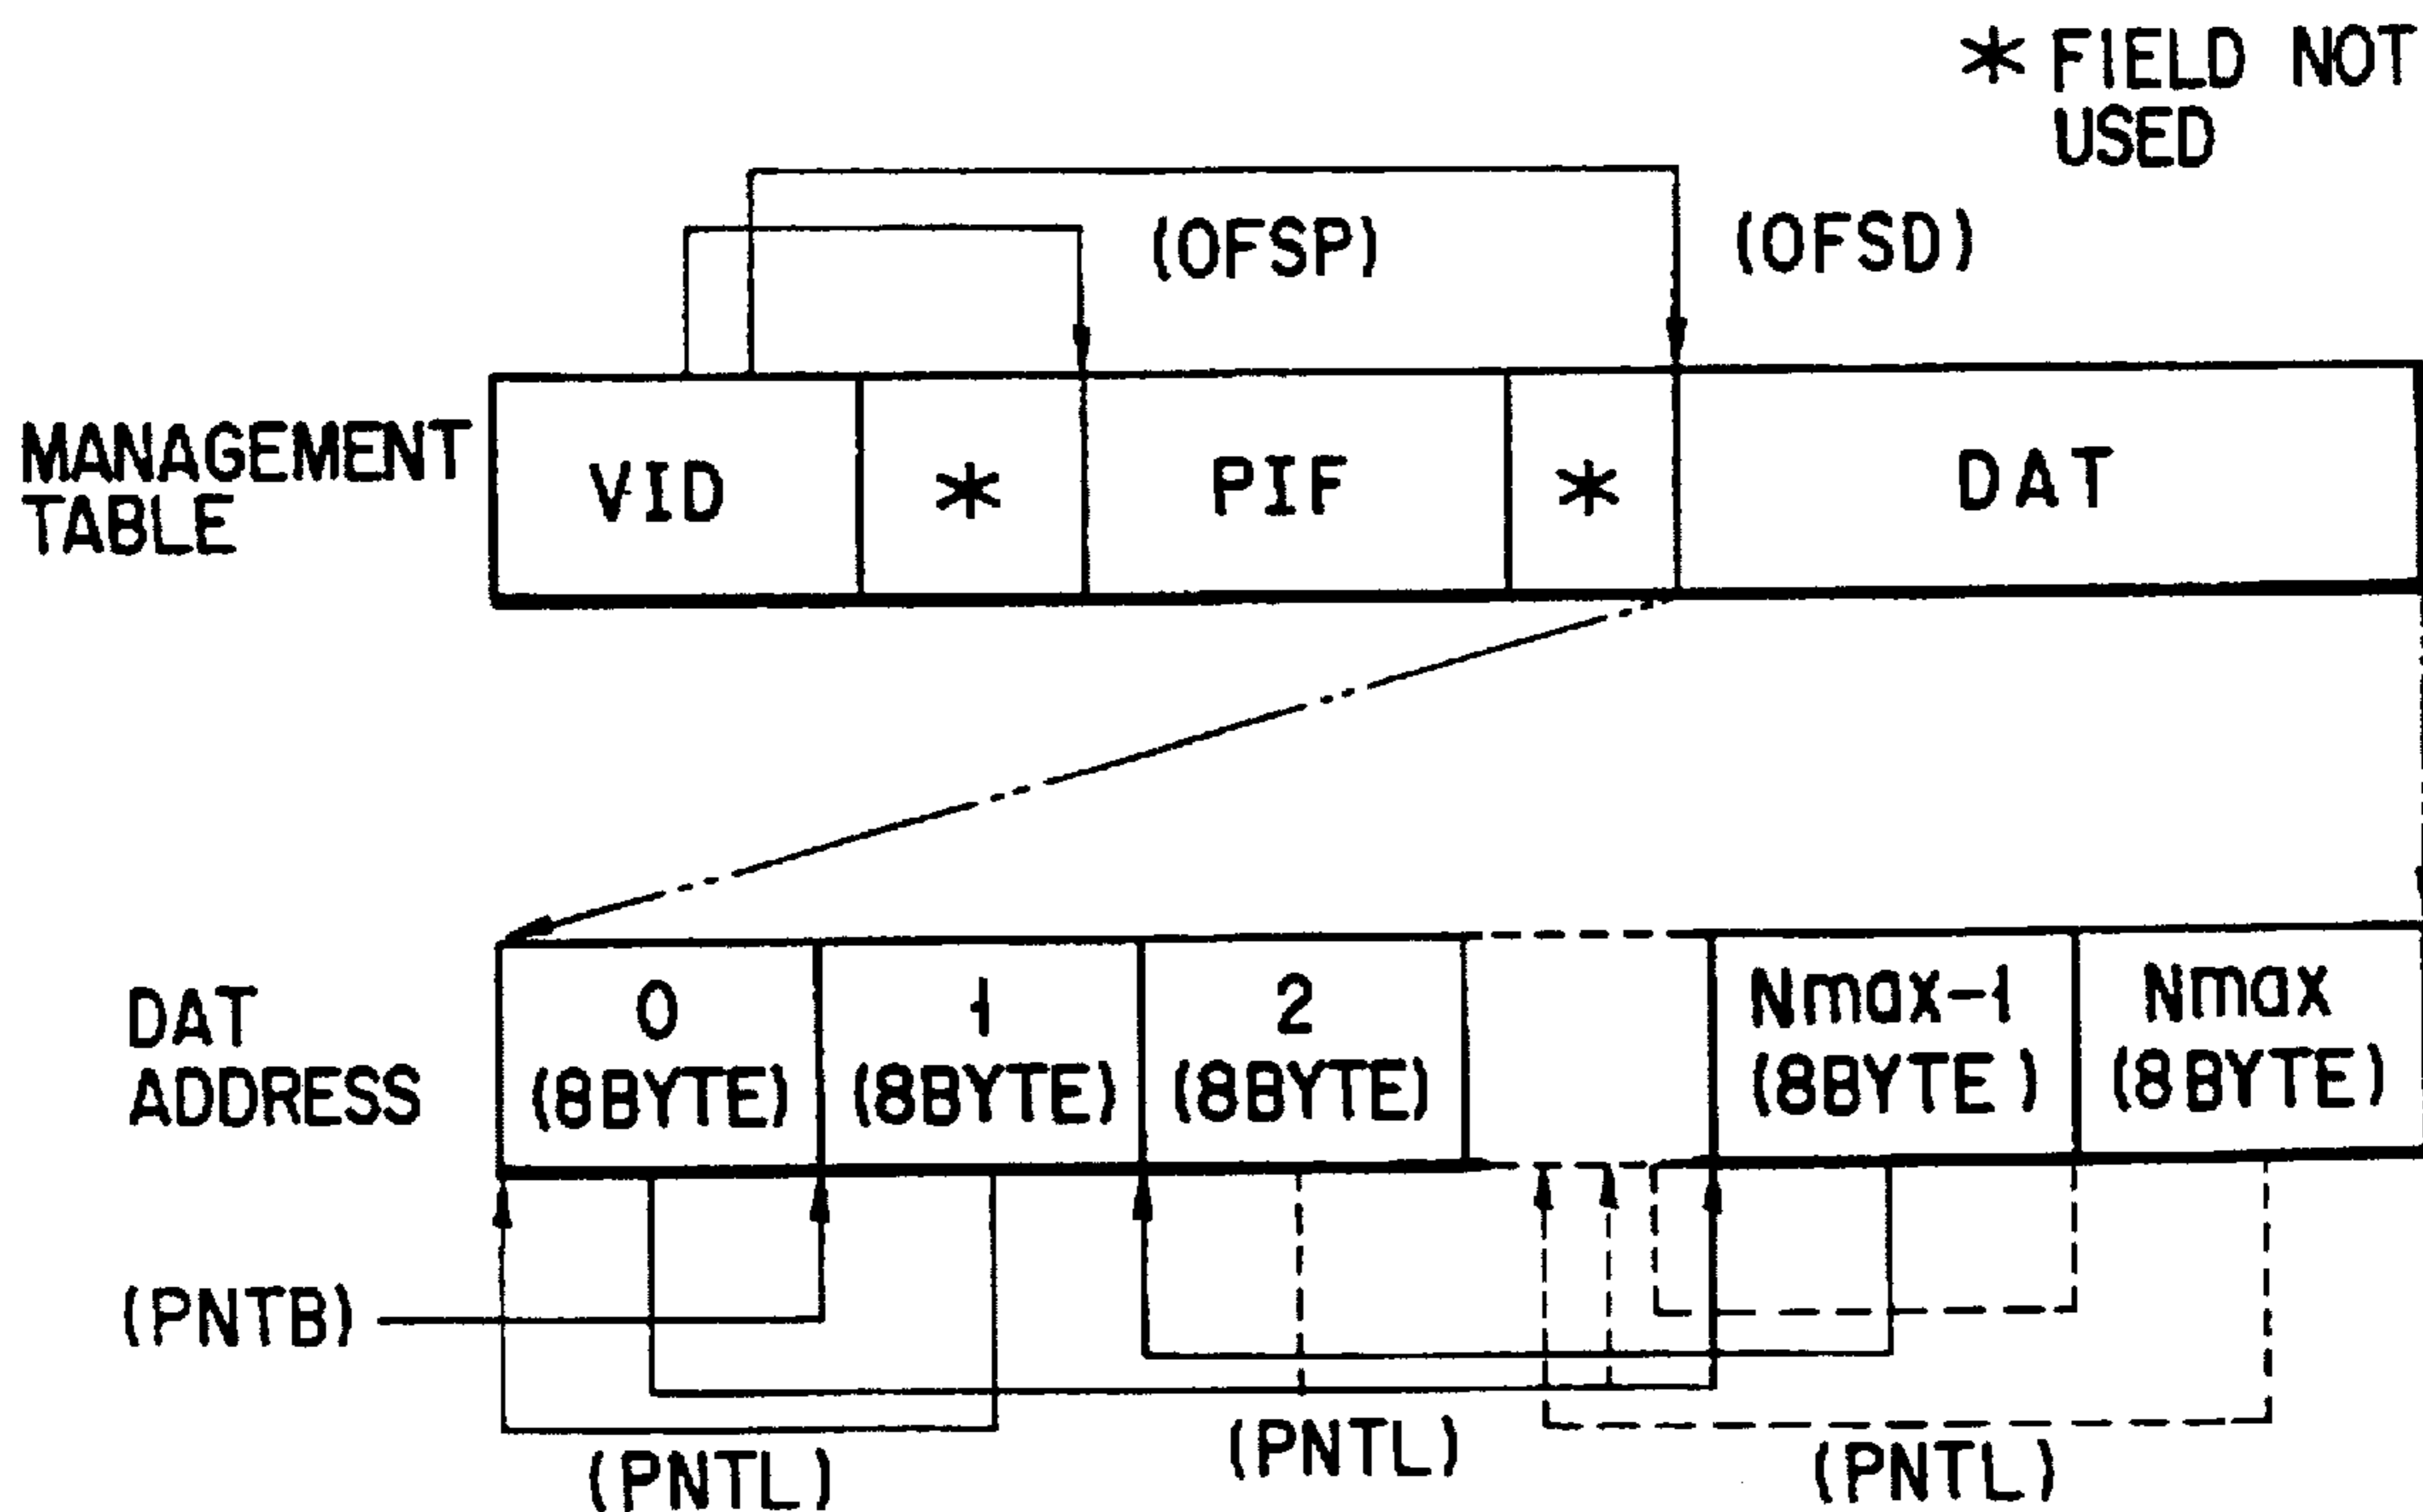 * FIELD NOT
USED
(OFSP)
(OFSD)
MANAGEMENT
TABLE
VID
*
PIF
*
DAT
DAT
ADDRESS
0
(8BYTE)
1
(8BYTE)
2
(8BYTE)
Nmax-1
(8BYTE)
Nmax
(8BYTE)
(PNTB)
(PNTL)
(PNTL)
(PNTL)